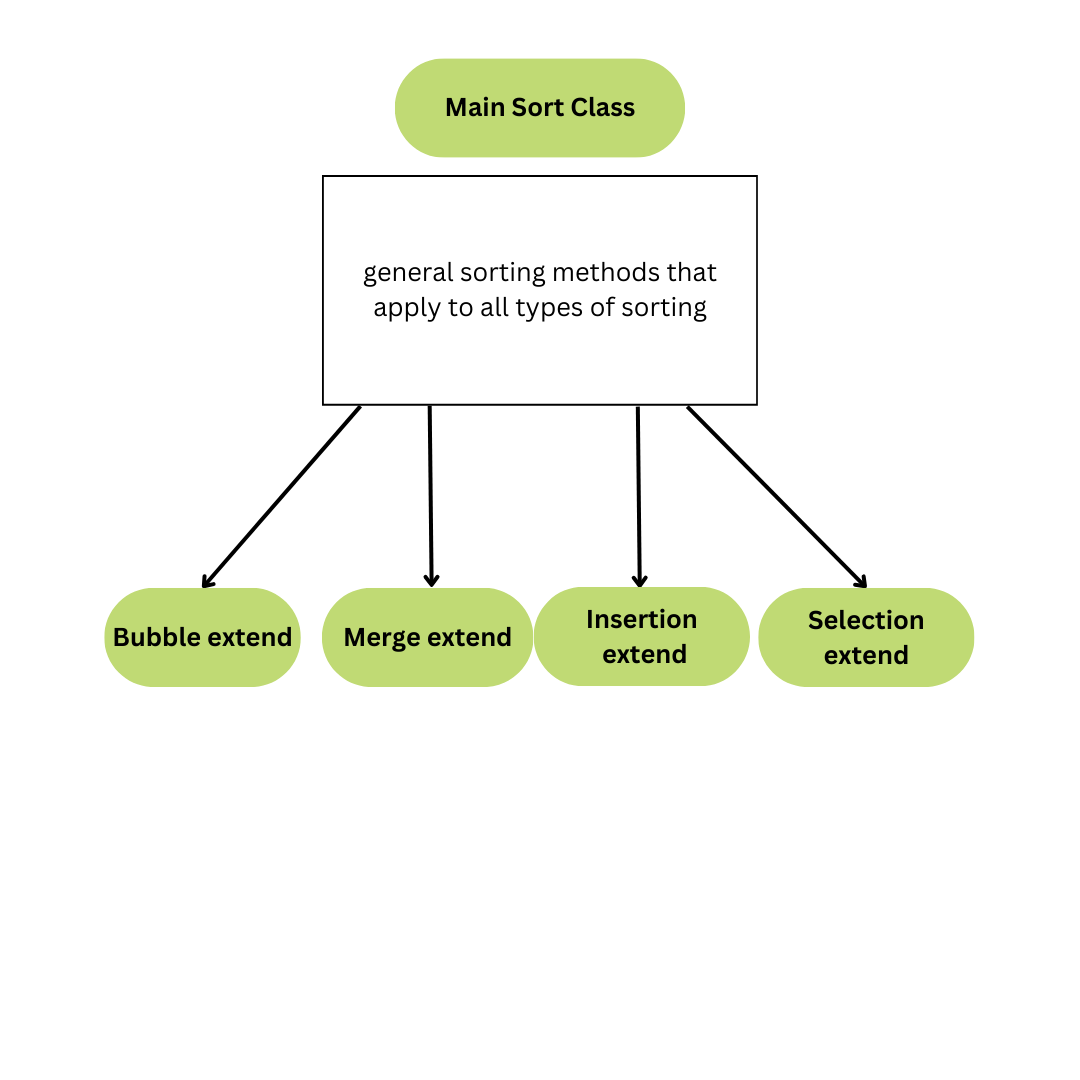 Main Sort Class
general sorting methods that
apply to all types of sorting
Bubble extend
Merge extend
Insertion
extend
Selection
extend